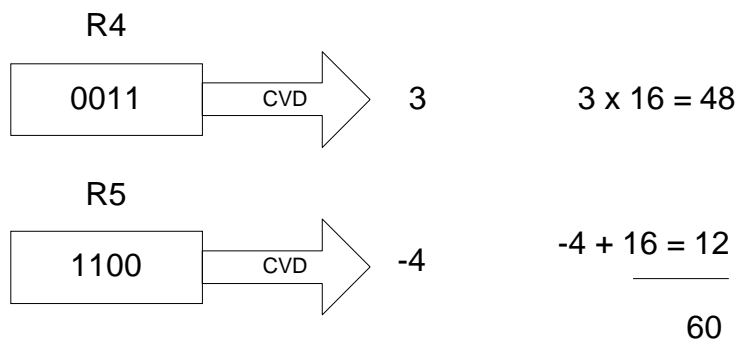 R4
0011 CVD 3 3 x 16 = 48
R5
1100 CVD -4 -4 + 16 = 12
60